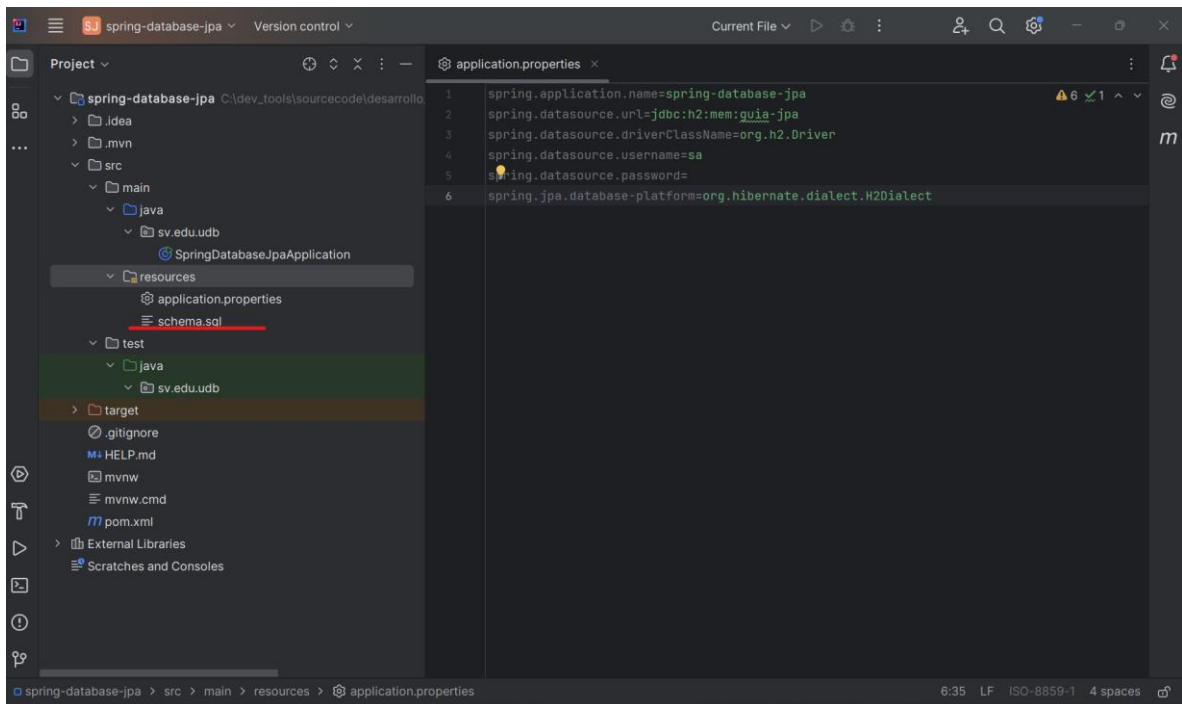 SJ spring-database-jpa Version control Current File
Project
application.properties
spring-database-jpa C:\dev_tools\sourcecode\desarrollo
.idea
.mvn
src
main
java
sv.edu.udb
SpringDatabaseJpaApplication
resources
application.properties
schema.sql
test
java
sv.edu.udb
target
.gitignore
M↓ HELP.md
mvnw
mvnw.cmd
m pom.xml
External Libraries
Scratches and Consoles
1 spring.application.name=spring-database-jpa
2 spring.datasource.url=jdbc:h2:mem:guia-jpa
3 spring.datasource.driverClassName=org.h2.Driver
4 spring.datasource.username=sa
5 spring.datasource.password=
6 spring.jpa.database-platform=org.hibernate.dialect.H2Dialect
6 1
m
spring-database-jpa > src > main > resources > application.properties 6:35 LF ISO-8859-1 4 spaces